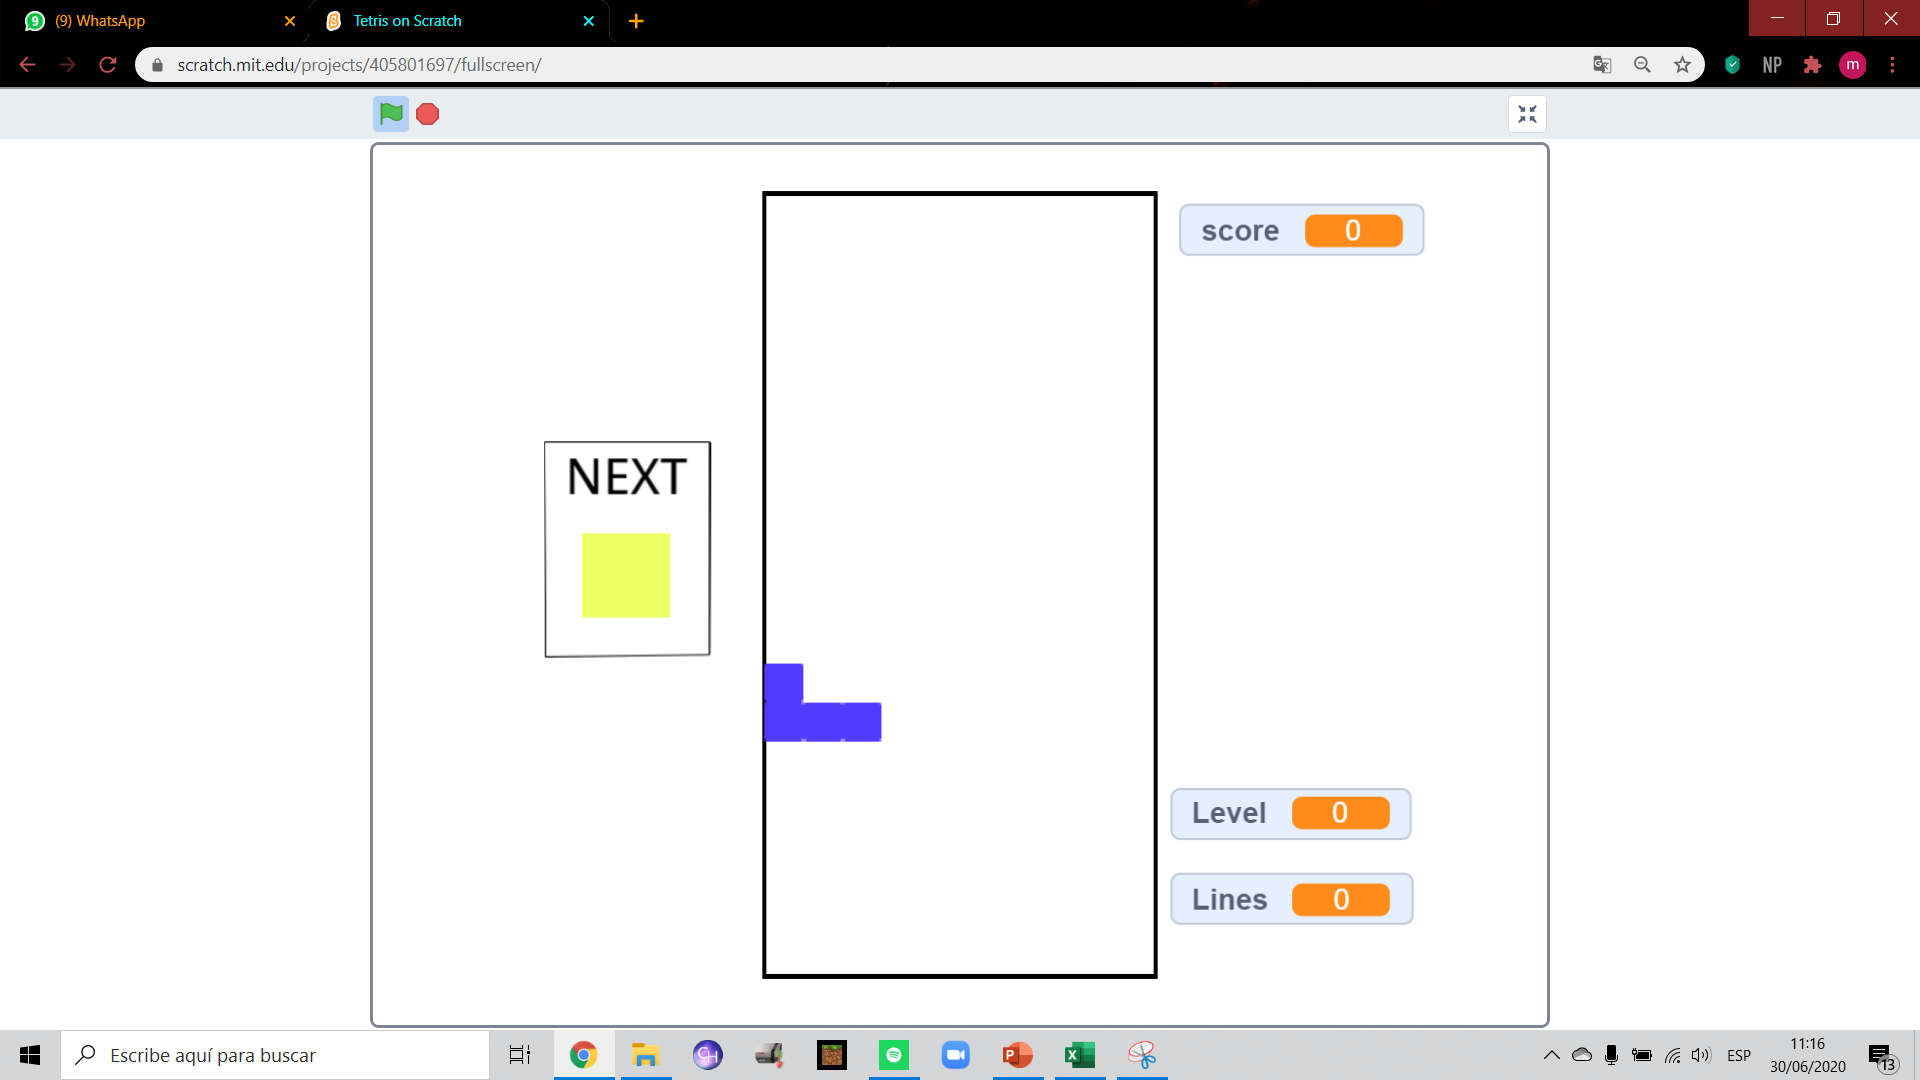 (9) WhatsApp
Tetris on Scratch
scratch.mit.edu/projects/405801697/fullscreen/
NP
m
score 0
NEXT
Level 0
Lines 0
Escribe aquí para buscar
CH
ESP
11:16
30/06/2020
13